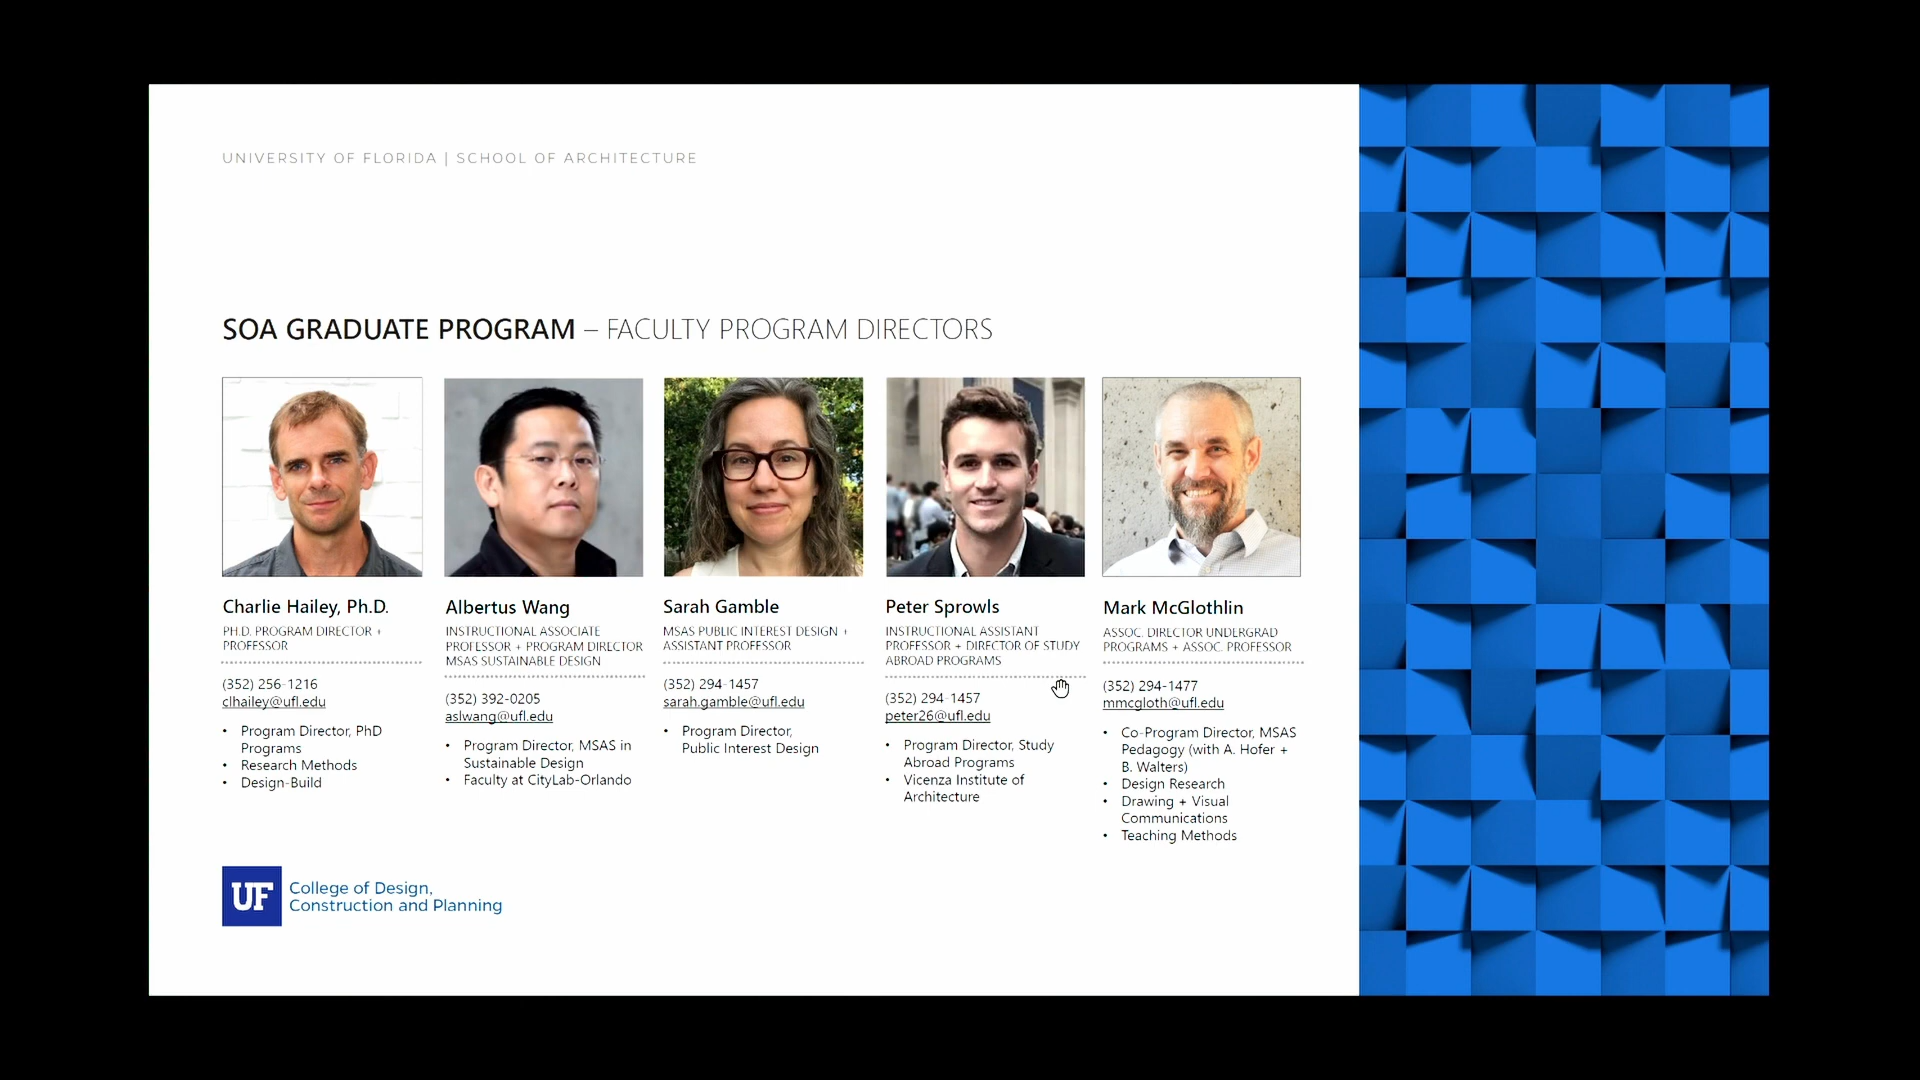 UNIVERSITY OF FLORIDA | SCHOOL OF ARCHITECTURE
SOA GRADUATE PROGRAM – FACULTY PROGRAM DIRECTORS
Charlie Hailey, Ph.D.
PH.D. PROGRAM DIRECTOR +
PROFESSOR
(352) 256-1216
clhailey@ufl.edu
• Program Director, PhD
Programs
• Research Methods
• Design-Build
Albertus Wang
INSTRUCTIONAL ASSOCIATE
PROFESSOR + PROGRAM DIRECTOR
MSAS SUSTAINABLE DESIGN
(352) 392-0205
aslwang@ufl.edu
• Program Director, MSAS in
Sustainable Design
• Faculty at CityLab-Orlando
Sarah Gamble
MSAS PUBLIC INTEREST DESIGN +
ASSISTANT PROFESSOR
(352) 294-1457
sarah.gamble@ufl.edu
• Program Director,
Public Interest Design
Peter Sprowls
INSTRUCTIONAL ASSISTANT
PROFESSOR + DIRECTOR OF STUDY
ABROAD PROGRAMS
(352) 294-1457
peter26@ufl.edu
• Program Director, Study
Abroad Programs
• Vicenza Institute of
Architecture
Mark McGlothlin
ASSOC. DIRECTOR UNDERGRAD
PROGRAMS + ASSOC. PROFESSOR
(352) 294-1477
mmcgloth@ufl.edu
• Co-Program Director, MSAS
Pedagogy (with A. Hofer +
B. Walters)
• Design Research
• Drawing + Visual
Communications
• Teaching Methods
UF
College of Design,
Construction and Planning